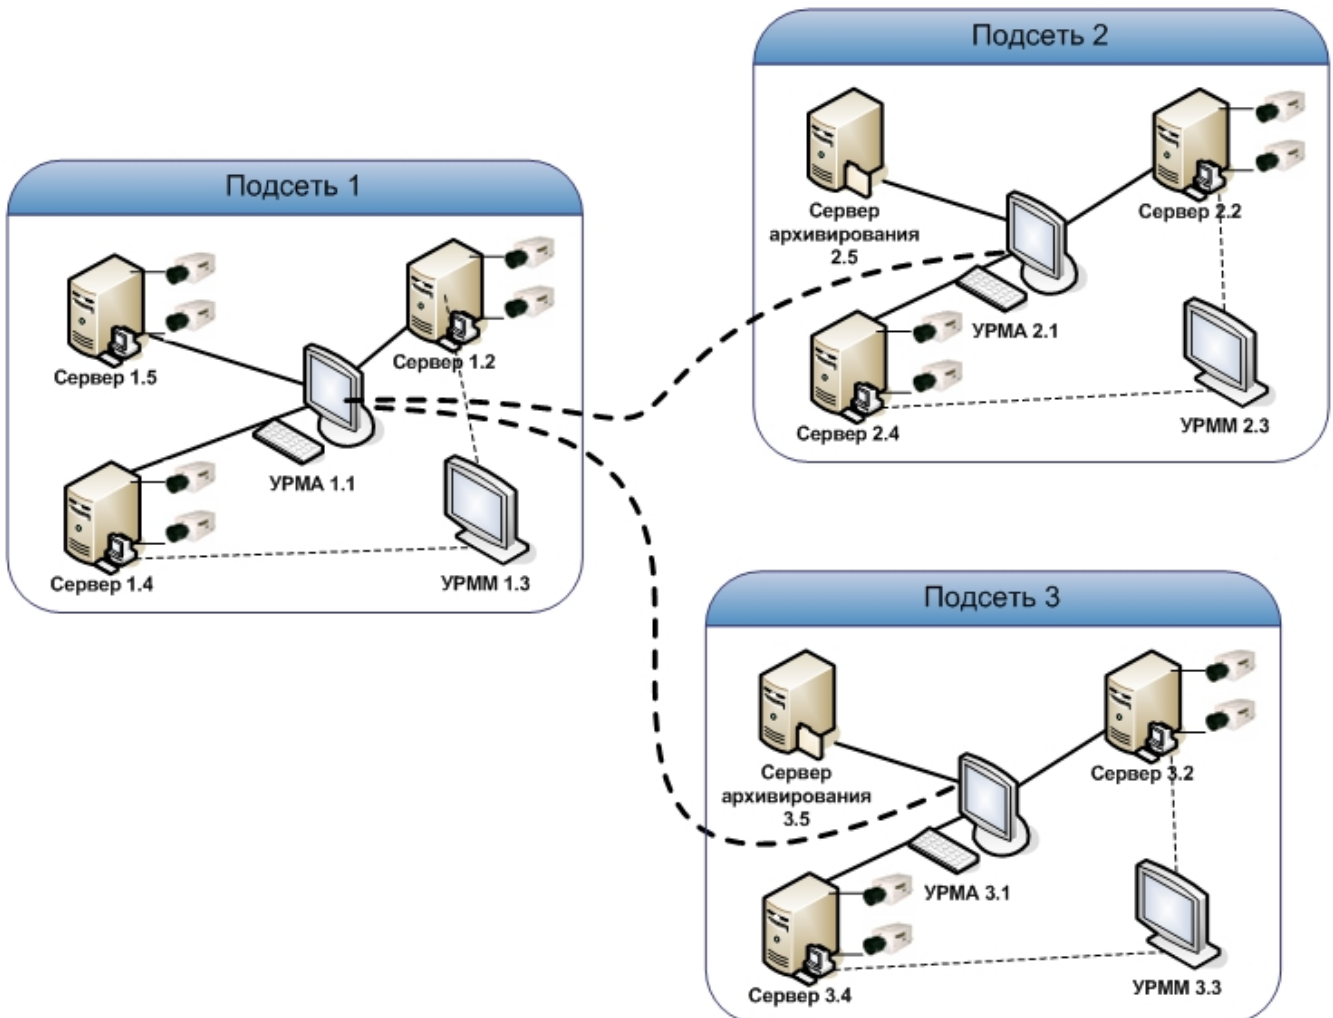 Подсеть 1
Сервер 1.5
Сервер 1.2
УРМА 1.1
Сервер 1.4
УРММ 1.3
Подсеть 2
Сервер
архивирования
2.5
Сервер 2.2
УРМА 2.1
Сервер 2.4
УРММ 2.3
Подсеть 3
Сервер
архивирования
3.5
Сервер 3.2
УРМА 3.1
Сервер 3.4
УРММ 3.3